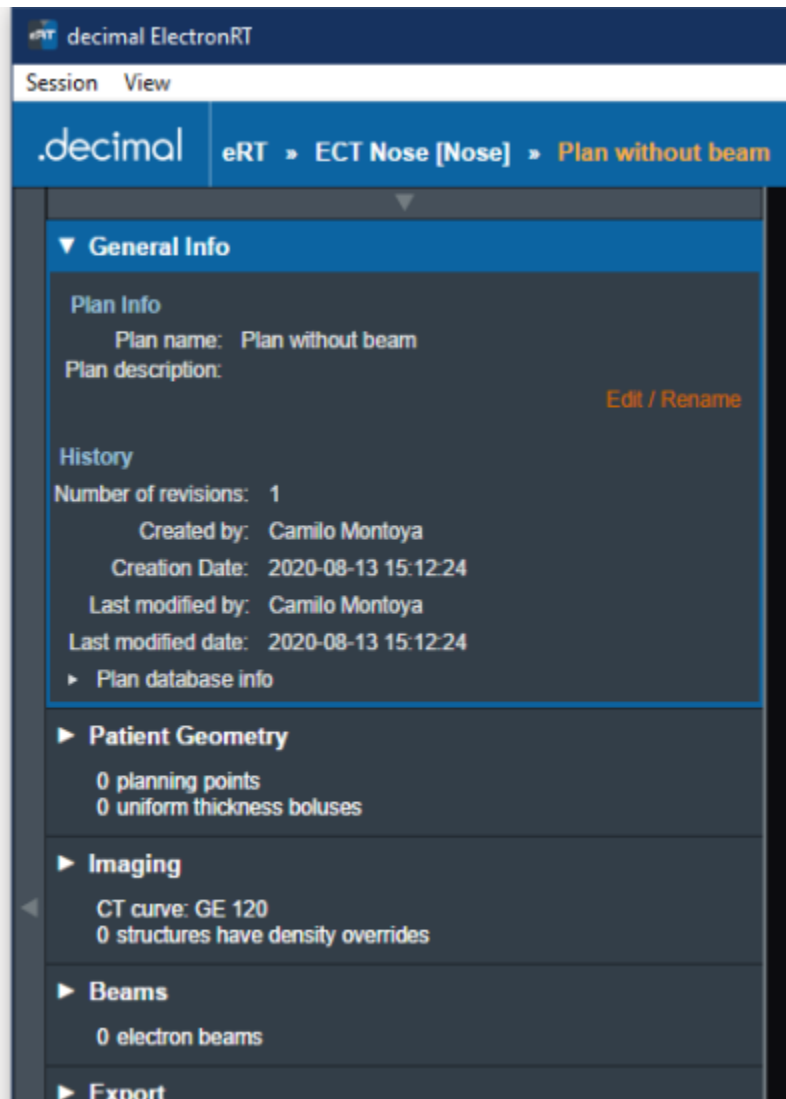 eRT decimal ElectronRT
Session View
.decimal eRT » ECT Nose [Nose] » Plan without beam
▼ General Info
Plan Info
Plan name: Plan without beam
Plan description:
Edit / Rename
History
Number of revisions: 1
Created by: Camilo Montoya
Creation Date: 2020-08-13 15:12:24
Last modified by: Camilo Montoya
Last modified date: 2020-08-13 15:12:24
▸ Plan database info
▶ Patient Geometry
0 planning points
0 uniform thickness boluses
▶ Imaging
CT curve: GE 120
0 structures have density overrides
▶ Beams
0 electron beams
▶ Export